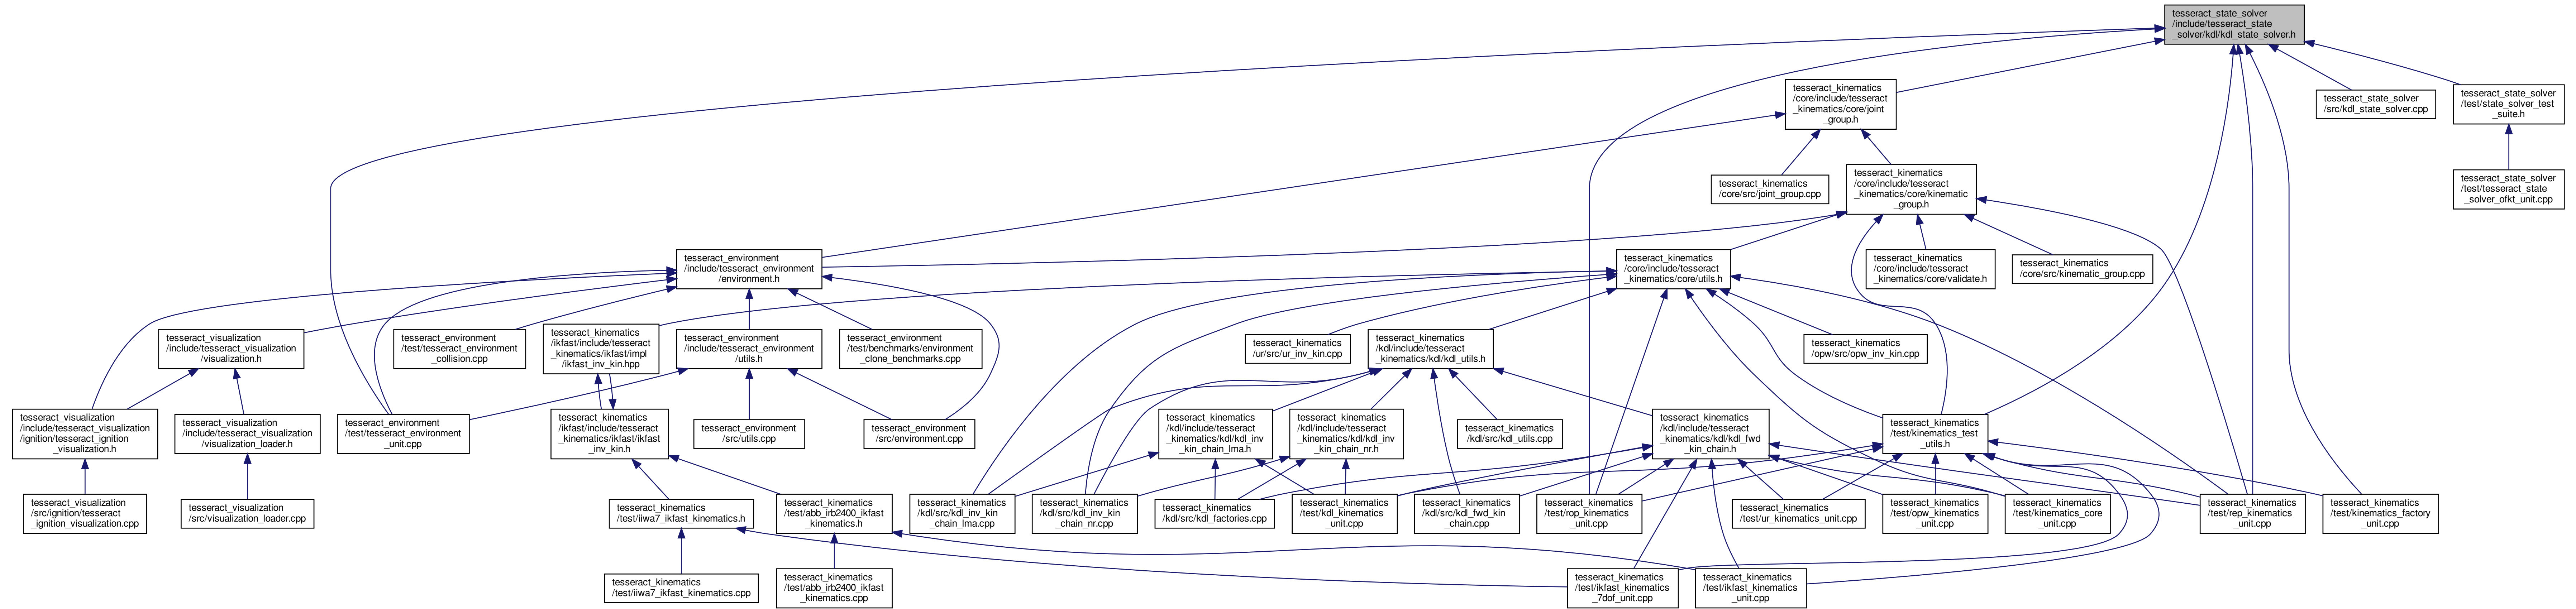 tesseract_state_solver
/include/tesseract_state
_solver/kdl/kdl_state_solver.h
tesseract_kinematics
/core/include/tesseract
_kinematics/core/joint
_group.h
tesseract_state_solver
/src/kdl_state_solver.cpp
tesseract_state_solver
/test/state_solver_test
_suite.h
tesseract_kinematics
/core/src/joint_group.cpp
tesseract_kinematics
/core/include/tesseract
_kinematics/core/kinematic
_group.h
tesseract_state_solver
/test/tesseract_state
_solver_ofkt_unit.cpp
tesseract_environment
/include/tesseract_environment
/environment.h
tesseract_kinematics
/core/include/tesseract
_kinematics/core/utils.h
tesseract_kinematics
/core/include/tesseract
_kinematics/core/validate.h
tesseract_kinematics
/core/src/kinematic_group.cpp
tesseract_visualization
/include/tesseract_visualization
/visualization.h
tesseract_environment
/test/tesseract_environment
_collision.cpp
tesseract_kinematics
/ikfast/include/tesseract
_kinematics/ikfast/impl
/ikfast_inv_kin.hpp
tesseract_environment
/include/tesseract_environment
/utils.h
tesseract_environment
/test/benchmarks/environment
_clone_benchmarks.cpp
tesseract_kinematics
/ur/src/ur_inv_kin.cpp
tesseract_kinematics
/kdl/include/tesseract
_kinematics/kdl/kdl_utils.h
tesseract_kinematics
/opw/src/opw_inv_kin.cpp
tesseract_visualization
/include/tesseract_visualization
/ignition/tesseract_ignition
_visualization.h
tesseract_visualization
/include/tesseract_visualization
/visualization_loader.h
tesseract_environment
/test/tesseract_environment
_unit.cpp
tesseract_kinematics
/ikfast/include/tesseract
_kinematics/ikfast/ikfast
_inv_kin.h
tesseract_environment
/src/utils.cpp
tesseract_environment
/src/environment.cpp
tesseract_kinematics
/kdl/include/tesseract
_kinematics/kdl/kdl_inv
_kin_chain_lma.h
tesseract_kinematics
/kdl/include/tesseract
_kinematics/kdl/kdl_inv
_kin_chain_nr.h
tesseract_kinematics
/kdl/src/kdl_utils.cpp
tesseract_kinematics
/kdl/include/tesseract
_kinematics/kdl/kdl_fwd
_kin_chain.h
tesseract_kinematics
/test/kinematics_test
_utils.h
tesseract_visualization
/src/ignition/tesseract
_ignition_visualization.cpp
tesseract_visualization
/src/visualization_loader.cpp
tesseract_kinematics
/test/iiwa7_ikfast_kinematics.h
tesseract_kinematics
/test/abb_irb2400_ikfast
_kinematics.h
tesseract_kinematics
/kdl/src/kdl_inv_kin
_chain_lma.cpp
tesseract_kinematics
/kdl/src/kdl_inv_kin
_chain_nr.cpp
tesseract_kinematics
/kdl/src/kdl_factories.cpp
tesseract_kinematics
/test/kdl_kinematics
_unit.cpp
tesseract_kinematics
/kdl/src/kdl_fwd_kin
_chain.cpp
tesseract_kinematics
/test/rop_kinematics
_unit.cpp
tesseract_kinematics
/test/ur_kinematics_unit.cpp
tesseract_kinematics
/test/opw_kinematics
_unit.cpp
tesseract_kinematics
/test/kinematics_core
_unit.cpp
tesseract_kinematics
/test/rep_kinematics
_unit.cpp
tesseract_kinematics
/test/kinematics_factory
_unit.cpp
tesseract_kinematics
/test/iiwa7_ikfast_kinematics.cpp
tesseract_kinematics
/test/abb_irb2400_ikfast
_kinematics.cpp
tesseract_kinematics
/test/ikfast_kinematics
_7dof_unit.cpp
tesseract_kinematics
/test/ikfast_kinematics
_unit.cpp